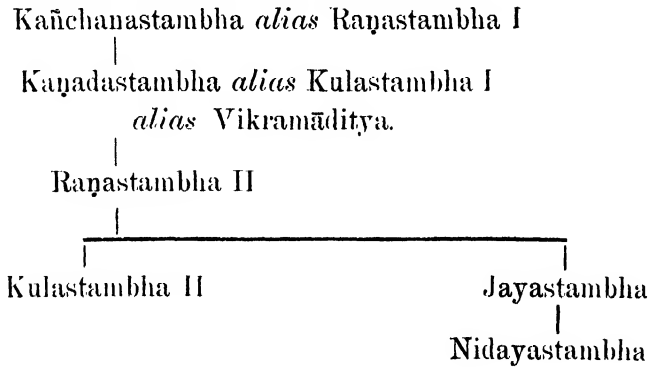 Kañchanastambha alias Raṇastambha I
Kaṇadastambha alias Kulastambha I
alias Vikramāditya.
Raṇastambha II
Kulastambha II Jayastambha
Nidayastambha